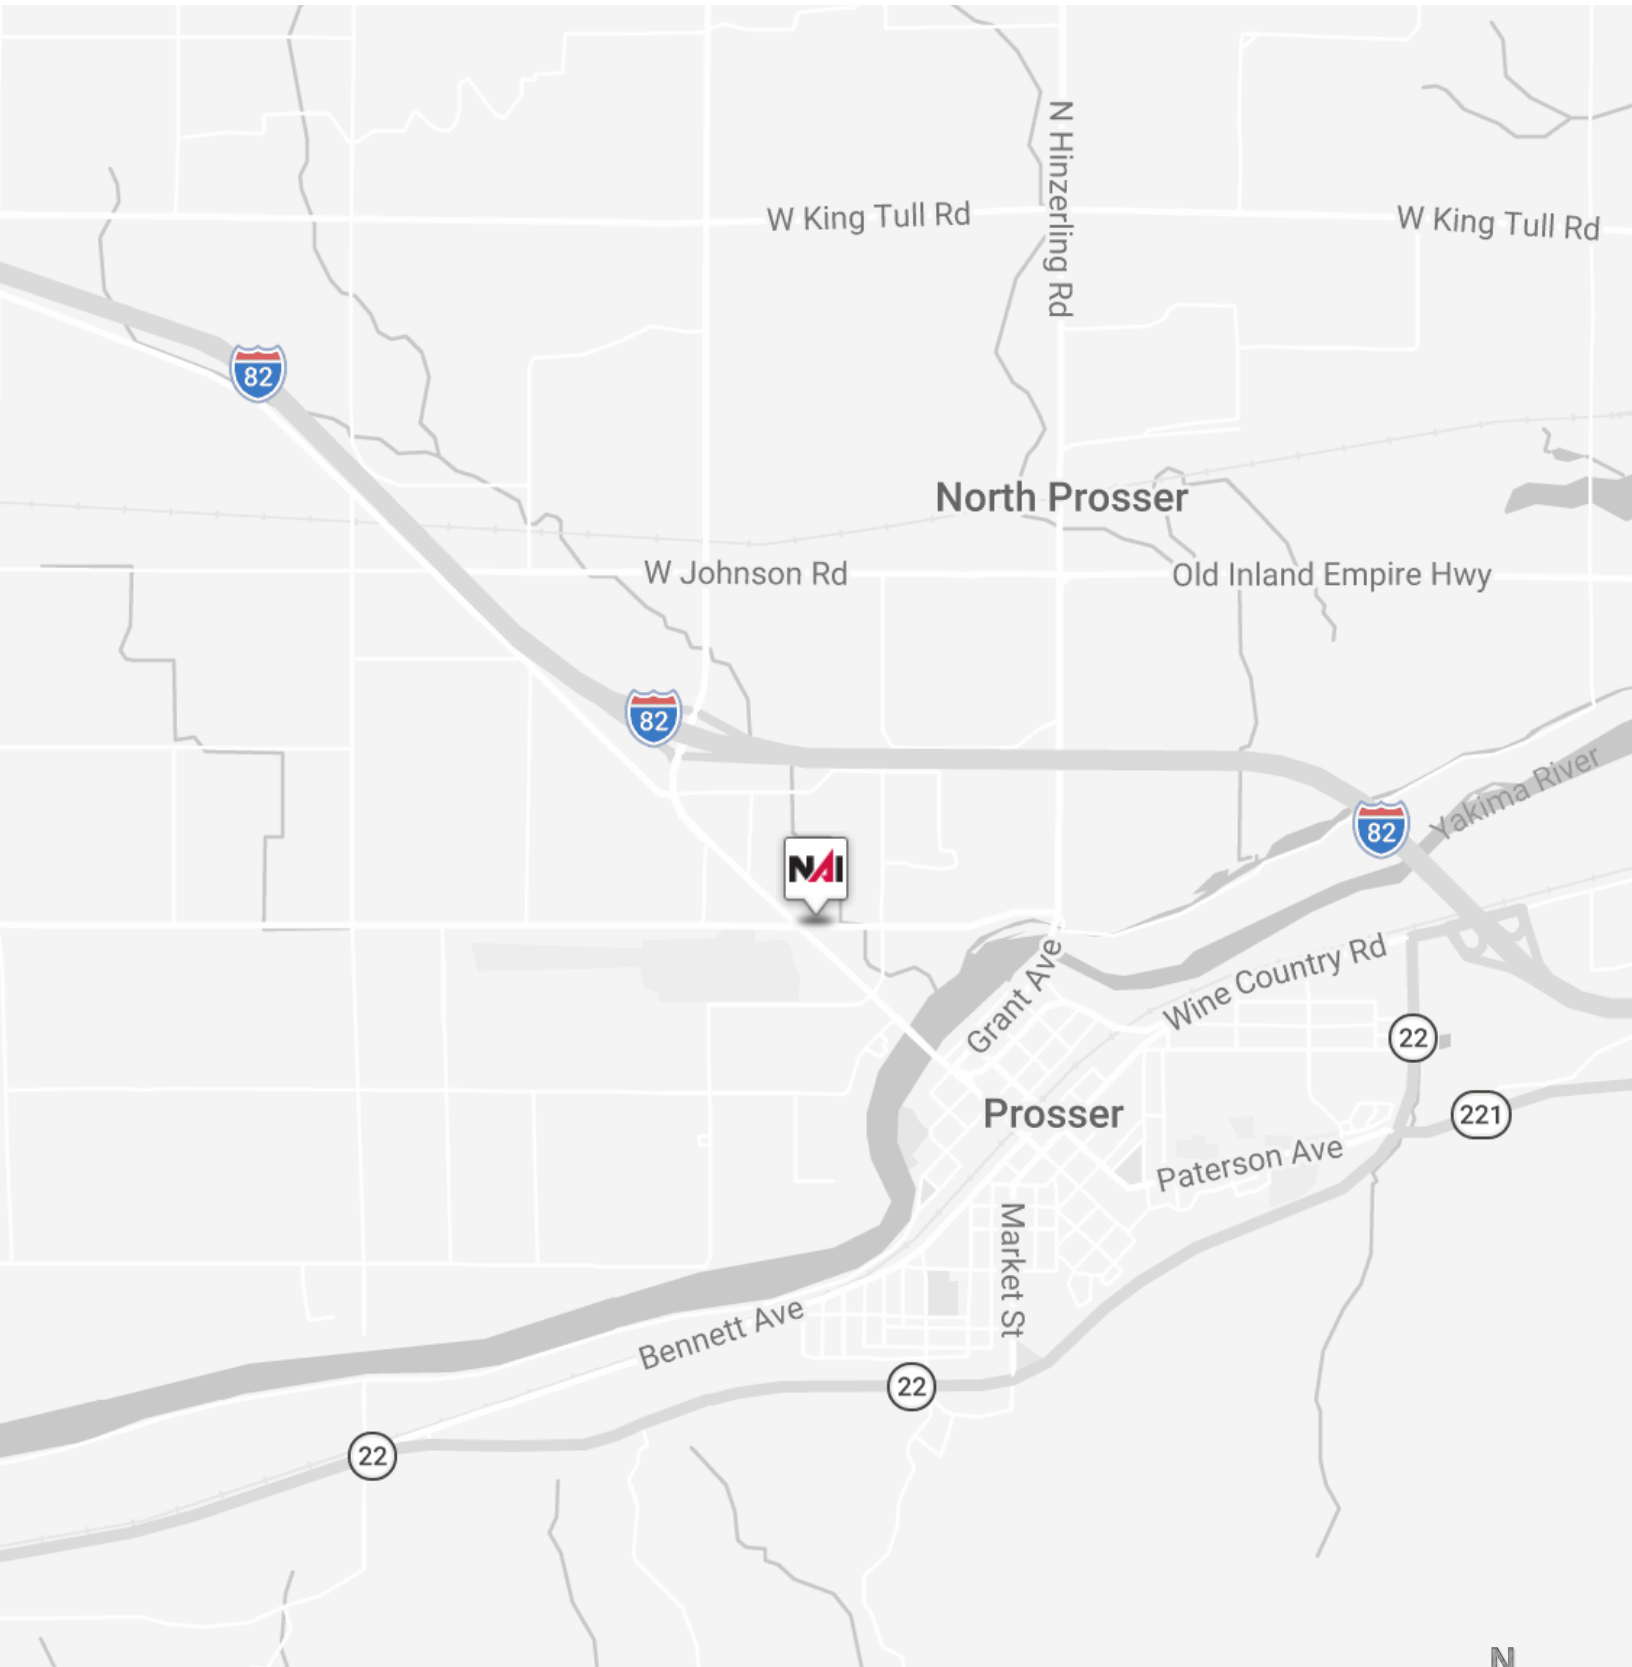 N Hinzerling Rd
W King Tull Rd
W King Tull Rd
82
North Prosser
W Johnson Rd
Old Inland Empire Hwy
82
Yakima River
82
NAI
Grant Ave
Wine Country Rd
22
Prosser
221
Paterson Ave
Market St
Bennett Ave
22
22
N